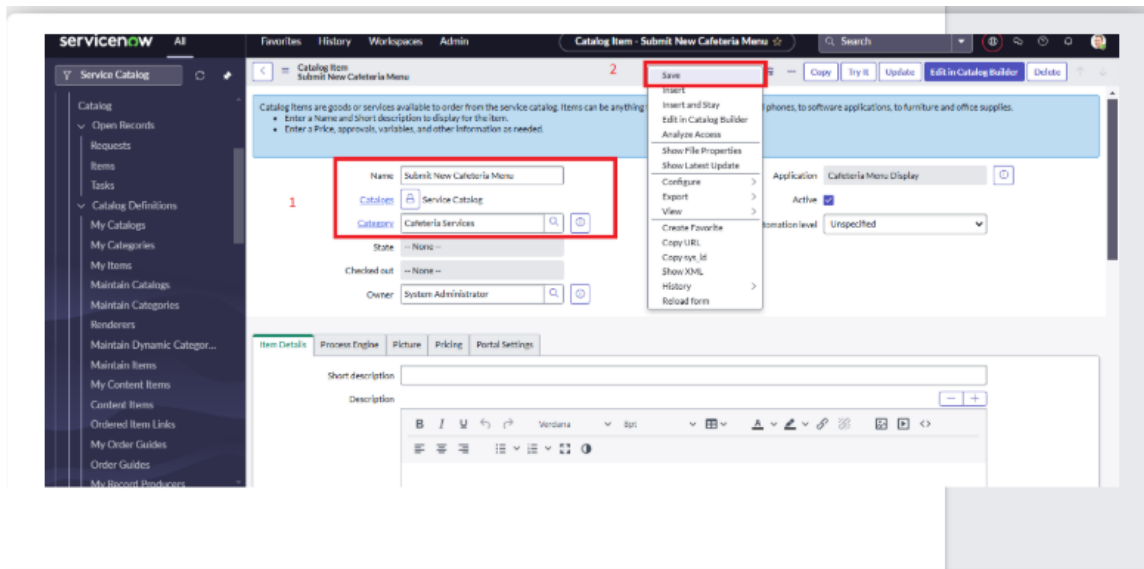 servicenow All Favorites History Workspaces Admin Catalog Item - Submit New Cafeteria Menu Search
Service Catalog
Catalog Item
Submit New Cafeteria Menu
2
Copy Try It Update Edit in Catalog Builder Delete
Catalog
Open Records
Requests
Items
Tasks
Catalog Definitions
My Catalogs
My Categories
My Items
Maintain Catalogs
Maintain Categories
Renderers
Maintain Dynamic Categor...
Maintain Items
My Content Items
Content Items
Ordered Item Links
My Order Guides
Order Guides
My Record Producers
Catalog Items are goods or services available to order from the service catalog. Items can be anything phones, to software applications, to furniture and office supplies.
Enter a Name and Short description to display for the item.
Enter a Price, approvals, variables, and other information as needed.
1
Name Submit New Cafeteria Menu
Catalogs Service Catalog
Category Cafeteria Services
State -- None --
Checked out -- None --
Owner System Administrator
Save
Insert
Insert and Stay
Edit in Catalog Builder
Analyze Access
Show File Properties
Show Latest Update
Configure
Export
View
Create Favorite
Copy URL
Copy sys_id
Show XML
History
Reload form
Application Cafeteria Menu Display
Active
level Unspecified
Item Details Process Engine Picture Pricing Portal Settings
Short description
Description
B I U Verdana 8pt A